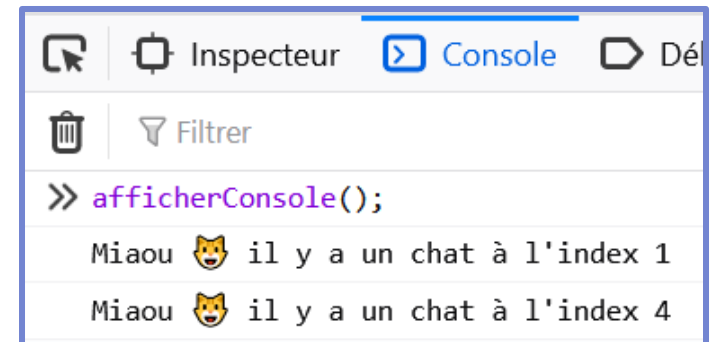 Inspecteur Console Dél
Filtrer
>> afficherConsole();
Miaou 😺 il y a un chat à l'index 1
Miaou 😺 il y a un chat à l'index 4